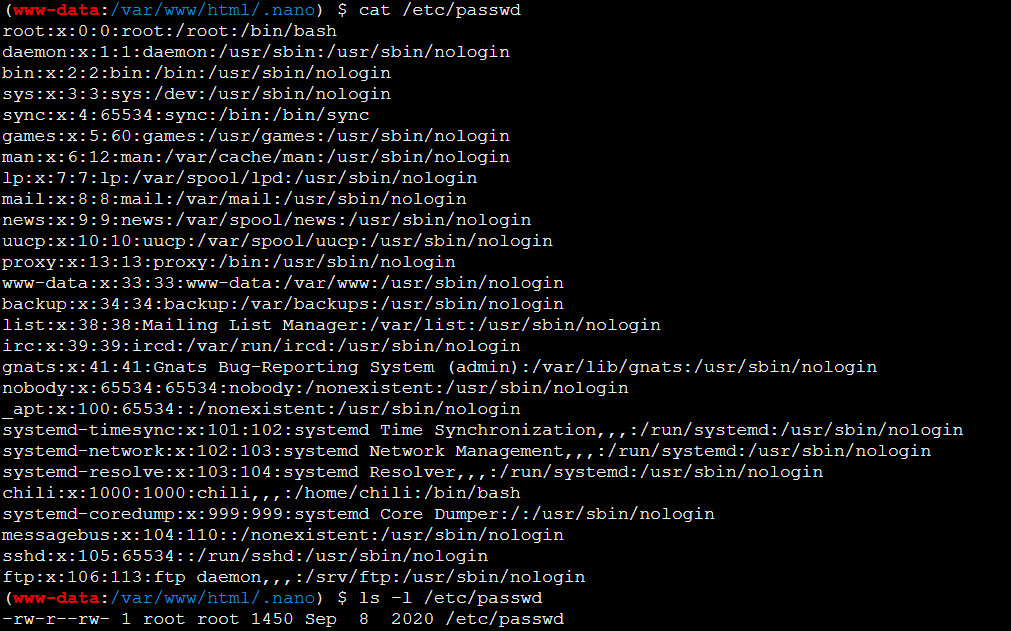 (www-data:/var/www/html/.nano) $ cat /etc/passwd
root:x:0:0:root:/root:/bin/bash
daemon:x:1:1:daemon:/usr/sbin:/usr/sbin/nologin
bin:x:2:2:bin:/bin:/usr/sbin/nologin
sys:x:3:3:sys:/dev:/usr/sbin/nologin
sync:x:4:65534:sync:/bin:/bin/sync
games:x:5:60:games:/usr/games:/usr/sbin/nologin
man:x:6:12:man:/var/cache/man:/usr/sbin/nologin
lp:x:7:7:lp:/var/spool/lpd:/usr/sbin/nologin
mail:x:8:8:mail:/var/mail:/usr/sbin/nologin
news:x:9:9:news:/var/spool/news:/usr/sbin/nologin
uucp:x:10:10:uucp:/var/spool/uucp:/usr/sbin/nologin
proxy:x:13:13:proxy:/bin:/usr/sbin/nologin
www-data:x:33:33:www-data:/var/www:/usr/sbin/nologin
backup:x:34:34:backup:/var/backups:/usr/sbin/nologin
list:x:38:38:Mailing List Manager:/var/list:/usr/sbin/nologin
irc:x:39:39:ircd:/var/run/ircd:/usr/sbin/nologin
gnats:x:41:41:Gnats Bug-Reporting System (admin):/var/lib/gnats:/usr/sbin/nologin
nobody:x:65534:65534:nobody:/nonexistent:/usr/sbin/nologin
_apt:x:100:65534::/nonexistent:/usr/sbin/nologin
systemd-timesync:x:101:102:systemd Time Synchronization,,,:/run/systemd:/usr/sbin/nologin
systemd-network:x:102:103:systemd Network Management,,,:/run/systemd:/usr/sbin/nologin
systemd-resolve:x:103:104:systemd Resolver,,,:/run/systemd:/usr/sbin/nologin
chili:x:1000:1000:chili,,,:/home/chili:/bin/bash
systemd-coredump:x:999:999:systemd Core Dumper:/:/usr/sbin/nologin
messagebus:x:104:110::/nonexistent:/usr/sbin/nologin
sshd:x:105:65534::/run/sshd:/usr/sbin/nologin
ftp:x:106:113:ftp daemon,,,:/srv/ftp:/usr/sbin/nologin
(www-data:/var/www/html/.nano) $ ls -l /etc/passwd
-rw-r--rw- 1 root root 1450 Sep  8  2020 /etc/passwd